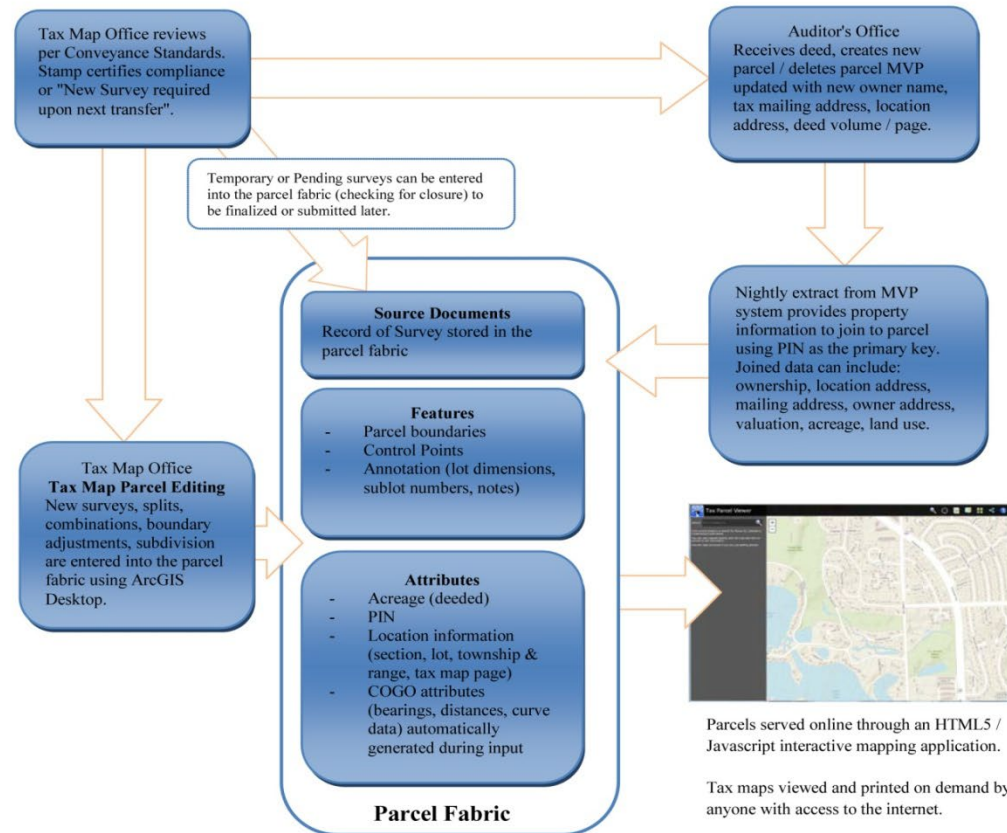 Tax Map Office reviews
per Conveyance Standards.
Stamp certifies compliance
or "New Survey required
upon next transfer".
Auditor's Office
Receives deed, creates new
parcel / deletes parcel MVP
updated with new owner name,
tax mailing address, location
address, deed volume / page.
Temporary or Pending surveys can be entered
into the parcel fabric (checking for closure) to
be finalized or submitted later.
Nightly extract from MVP
system provides property
information to join to parcel
using PIN as the primary key.
Joined data can include:
ownership, location address,
mailing address, owner address,
valuation, acreage, land use.
Source Documents
Record of Survey stored in the
parcel fabric
Features
- Parcel boundaries
- Control Points
- Annotation (lot dimensions,
sublot numbers, notes)
Tax Map Office
Tax Map Parcel Editing
New surveys, splits,
combinations, boundary
adjustments, subdivision
are entered into the parcel
fabric using ArcGIS
Desktop.
Attributes
- Acreage (deeded)
- PIN
- Location information
(section, lot, township &
range, tax map page)
- COGO attributes
(bearings, distances, curve
data) automatically
generated during input
Parcel Fabric
Tax Parcel Viewer
Parcels served online through an HTML5 /
Javascript interactive mapping application.
Tax maps viewed and printed on demand by
anyone with access to the internet.